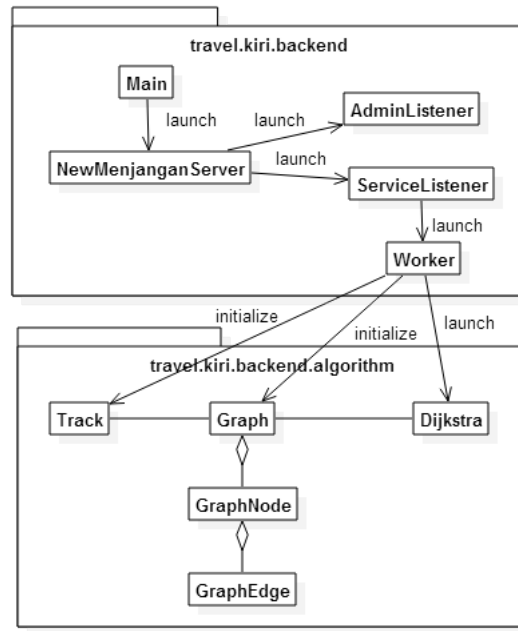 travel.kiri.backend
Main
AdminListener
launch
launch
NewMenjanganServer
launch
ServiceListener
launch
Worker
initialize
initialize
launch
travel.kiri.backend.algorithm
Track
Graph
Dijkstra
GraphNode
GraphEdge